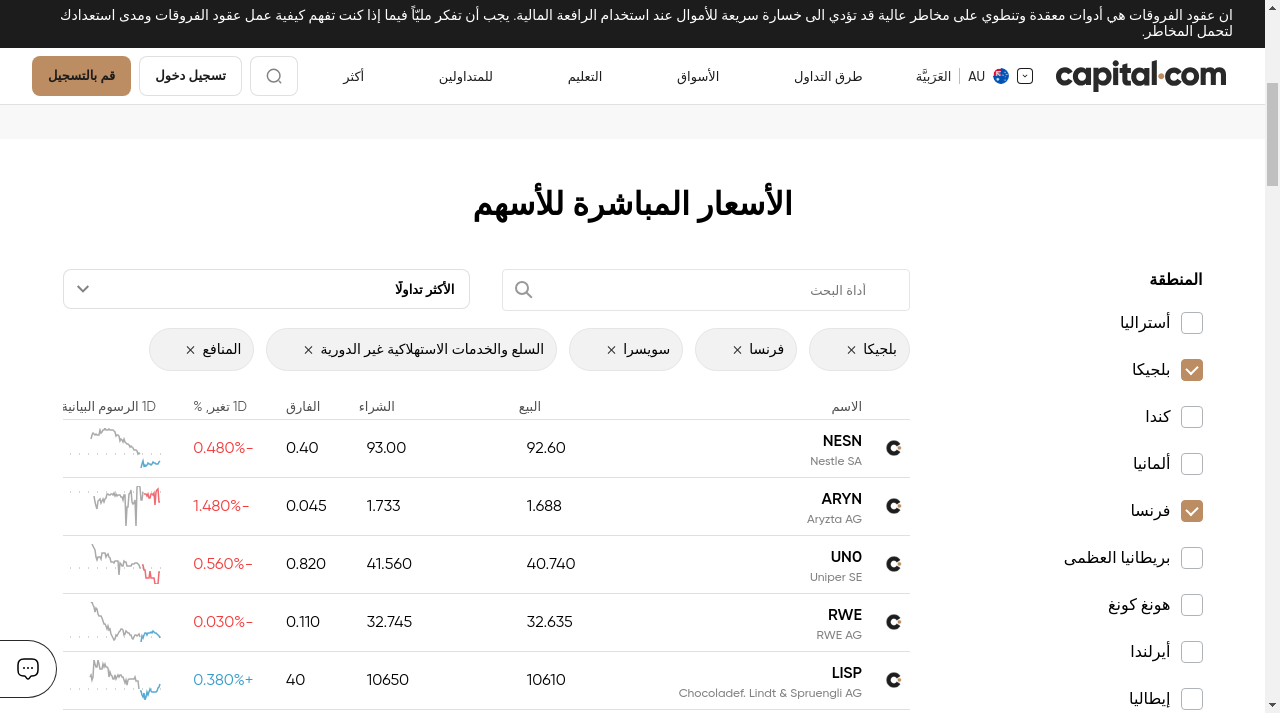 ان عقود الفروقات هي أدوات معقدة وتنطوي على مخاطر عالية قد تؤدي الى خسارة سريعة للأموال عند استخدام الرافعة المالية. يجب أن تفكر مليًّا فيما إذا كنت تفهم كيفية عمل عقود الفروقات ومدى استعدادك
لتحمل المخاطر.
capital.com
AU
العَرَبيَّة
طرق التداول
الأسواق
التعليم
للمتداولين
أكثر
تسجيل دخول
قم بالتسجيل
الأسعار المباشرة للأسهم
المنطقة
أستراليا
بلجيكا
كندا
ألمانيا
فرنسا
بريطانيا العظمى
هونغ كونغ
أيرلندا
إيطاليا
أداة البحث
الأكثر تداولًا
بلجيكا ×
فرنسا ×
سويسرا ×
السلع والخدمات الاستهلاكية غير الدورية ×
المنافع ×
الاسم البيع الشراء الفارق 1D تغير, % 1D الرسوم البيانية
NESN 92.60 93.00 0.40 -0.480%
Nestle SA
ARYN 1.688 1.733 0.045 -1.480%
Aryzta AG
UN0 40.740 41.560 0.820 -0.560%
Uniper SE
RWE 32.635 32.745 0.110 -0.030%
RWE AG
LISP 10610 10650 40 +0.380%
Chocoladef. Lindt & Spruengli AG